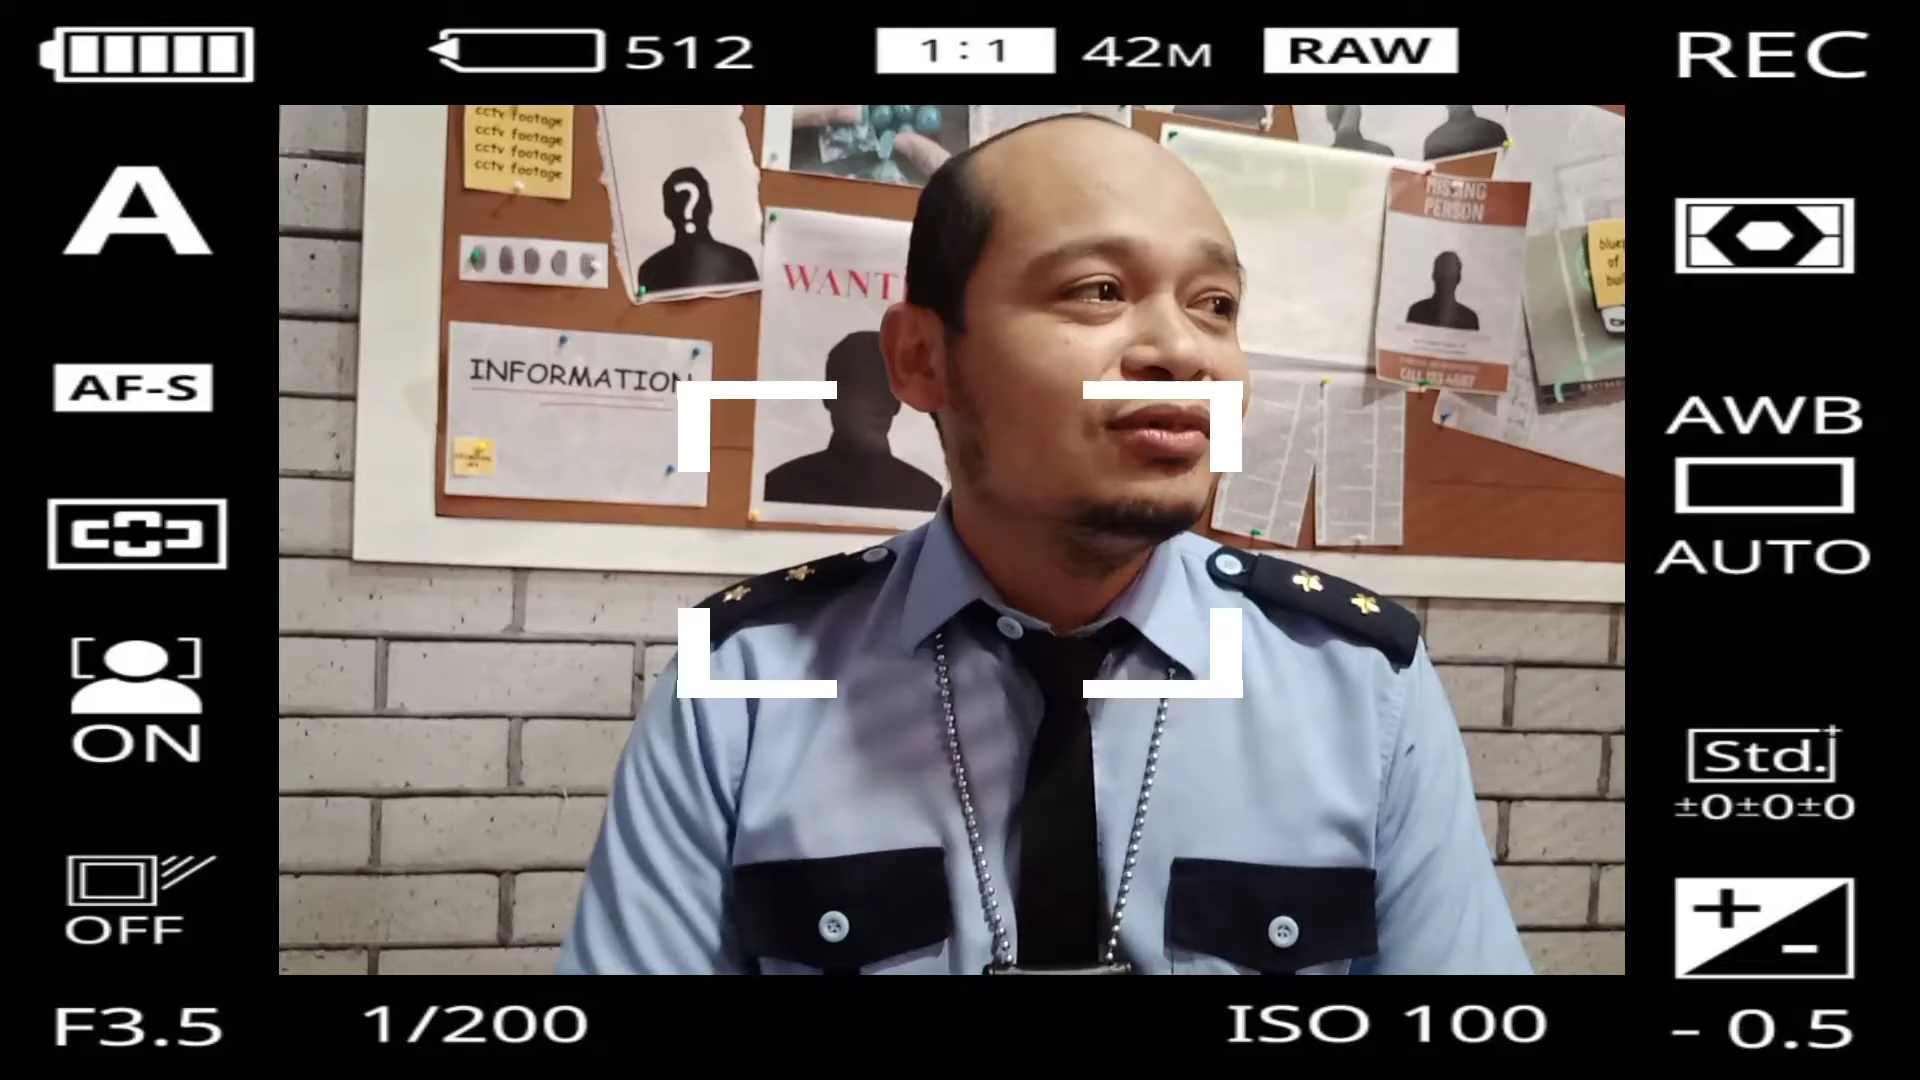 512
1:1
42M
RAW
REC
A
AF-S
ON
OFF
F3.5
1/200
ISO 100
- 0.5
AWB
AUTO
Std.
±0±0±0
cctv footage
cctv footage
cctv footage
cctv footage
?
WANT
INFORMATION
MISSING
PERSON
of